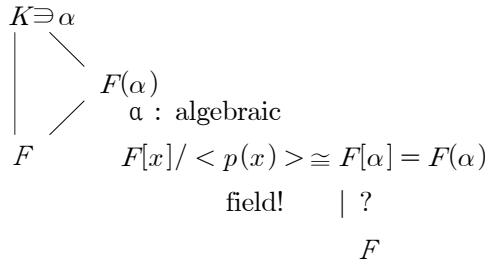 K∋α
F(α)
α : algebraic
F F[x]/ < p(x) > ≅ F[α] = F(α)
field! | ?
F